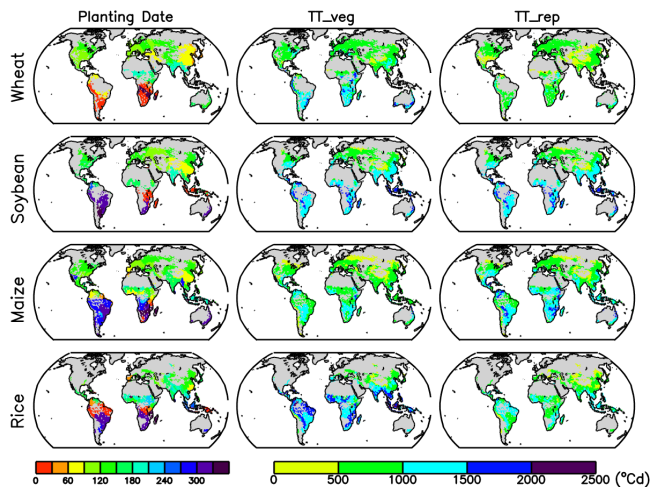 Planting Date TT_veg TT_rep
Wheat
Soybean
Maize
Rice
0 60 120 180 240 300
0 500 1000 1500 2000 2500 (°Cd)